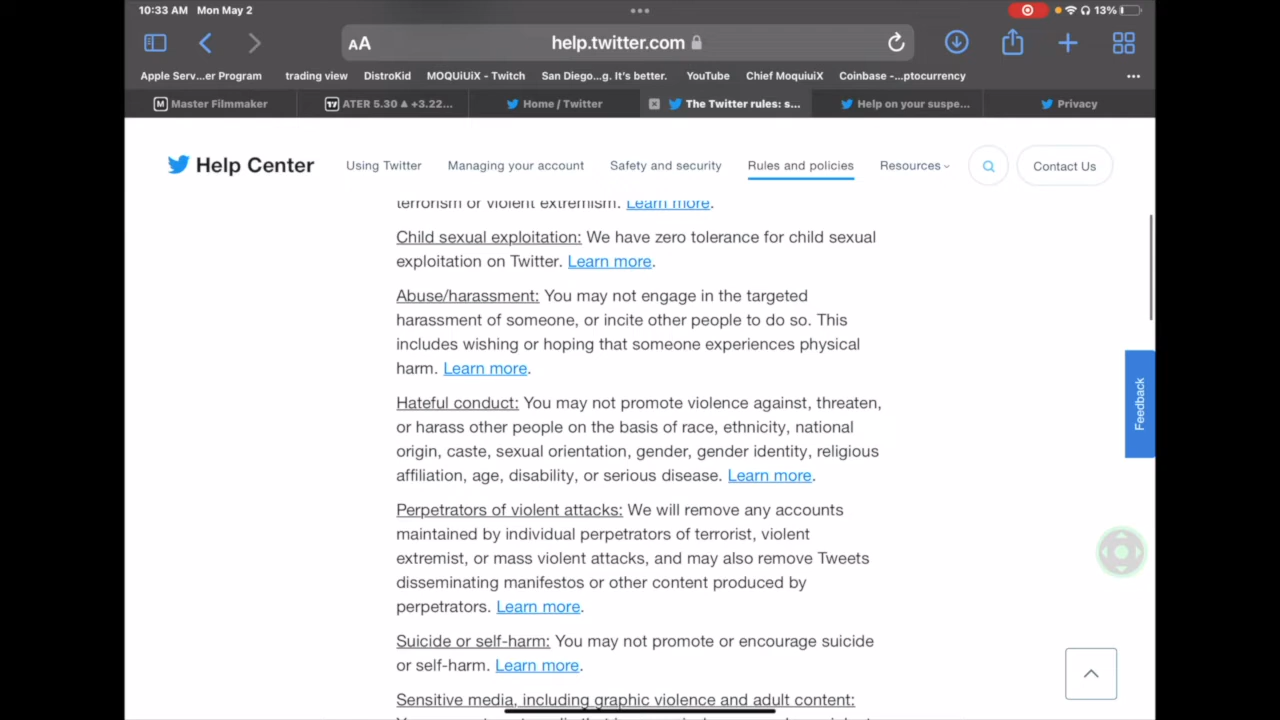 10:33 AM Mon May 2
13%
AA
help.twitter.com
Apple Serv...er Program
trading view
DistroKid
MOQUiUiX - Twitch
San Diego...g. It's better.
YouTube
Chief MoquiuiX
Coinbase -...ptocurrency
M Master Filmmaker
17 ATER 5.30 ▲ +3.22...
Home / Twitter
The Twitter rules: s...
Help on your suspe...
Privacy
Help Center
Using Twitter
Managing your account
Safety and security
Rules and policies
Resources
Contact Us
terrorism or violent extremism. Learn more.
Child sexual exploitation: We have zero tolerance for child sexual
exploitation on Twitter. Learn more.
Abuse/harassment: You may not engage in the targeted
harassment of someone, or incite other people to do so. This
includes wishing or hoping that someone experiences physical
harm. Learn more.
Hateful conduct: You may not promote violence against, threaten,
or harass other people on the basis of race, ethnicity, national
origin, caste, sexual orientation, gender, gender identity, religious
affiliation, age, disability, or serious disease. Learn more.
Perpetrators of violent attacks: We will remove any accounts
maintained by individual perpetrators of terrorist, violent
extremist, or mass violent attacks, and may also remove Tweets
disseminating manifestos or other content produced by
perpetrators. Learn more.
Suicide or self-harm: You may not promote or encourage suicide
or self-harm. Learn more.
Sensitive media, including graphic violence and adult content:
Feedback